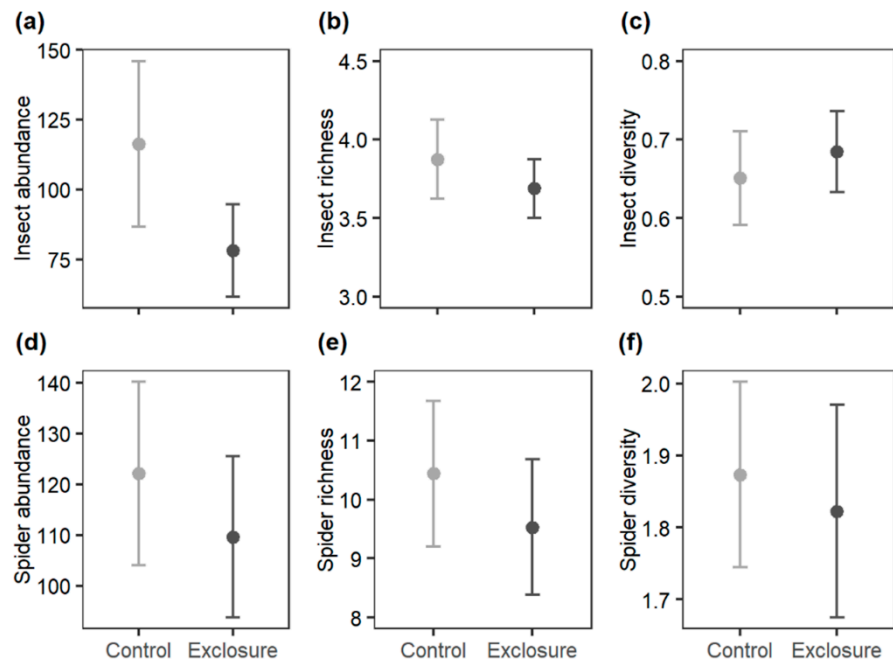 (a)
Insect abundance
150
125
100
75
(b)
Insect richness
4.5
4.0
3.5
3.0
(c)
Insect diversity
0.8
0.7
0.6
0.5
(d)
Spider abundance
140
130
120
110
100
Control Exclosure
(e)
Spider richness
12
11
10
9
8
Control Exclosure
(f)
Spider diversity
2.0
1.9
1.8
1.7
Control Exclosure